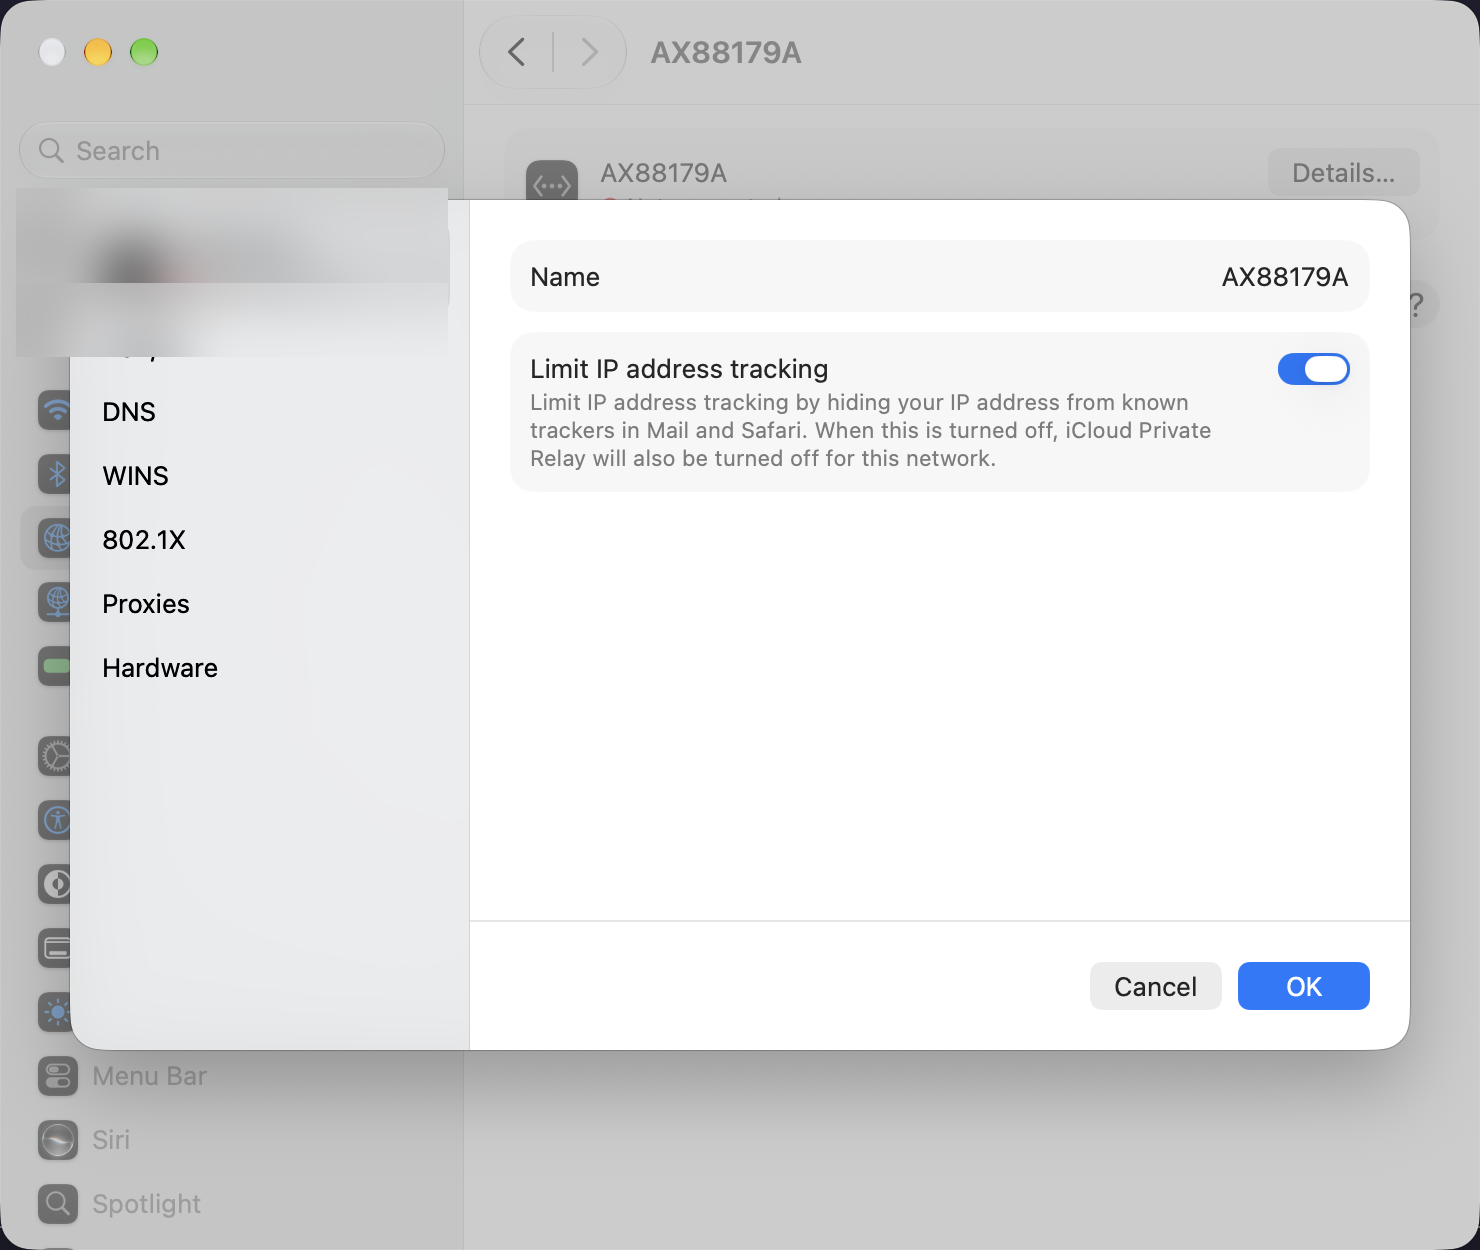 AX88179A
Search
AX88179A
Details...
Name
AX88179A
?
Limit IP address tracking
Limit IP address tracking by hiding your IP address from known
trackers in Mail and Safari. When this is turned off, iCloud Private
Relay will also be turned off for this network.
DNS
WINS
802.1X
Proxies
Hardware
Cancel
OK
Menu Bar
Siri
Spotlight